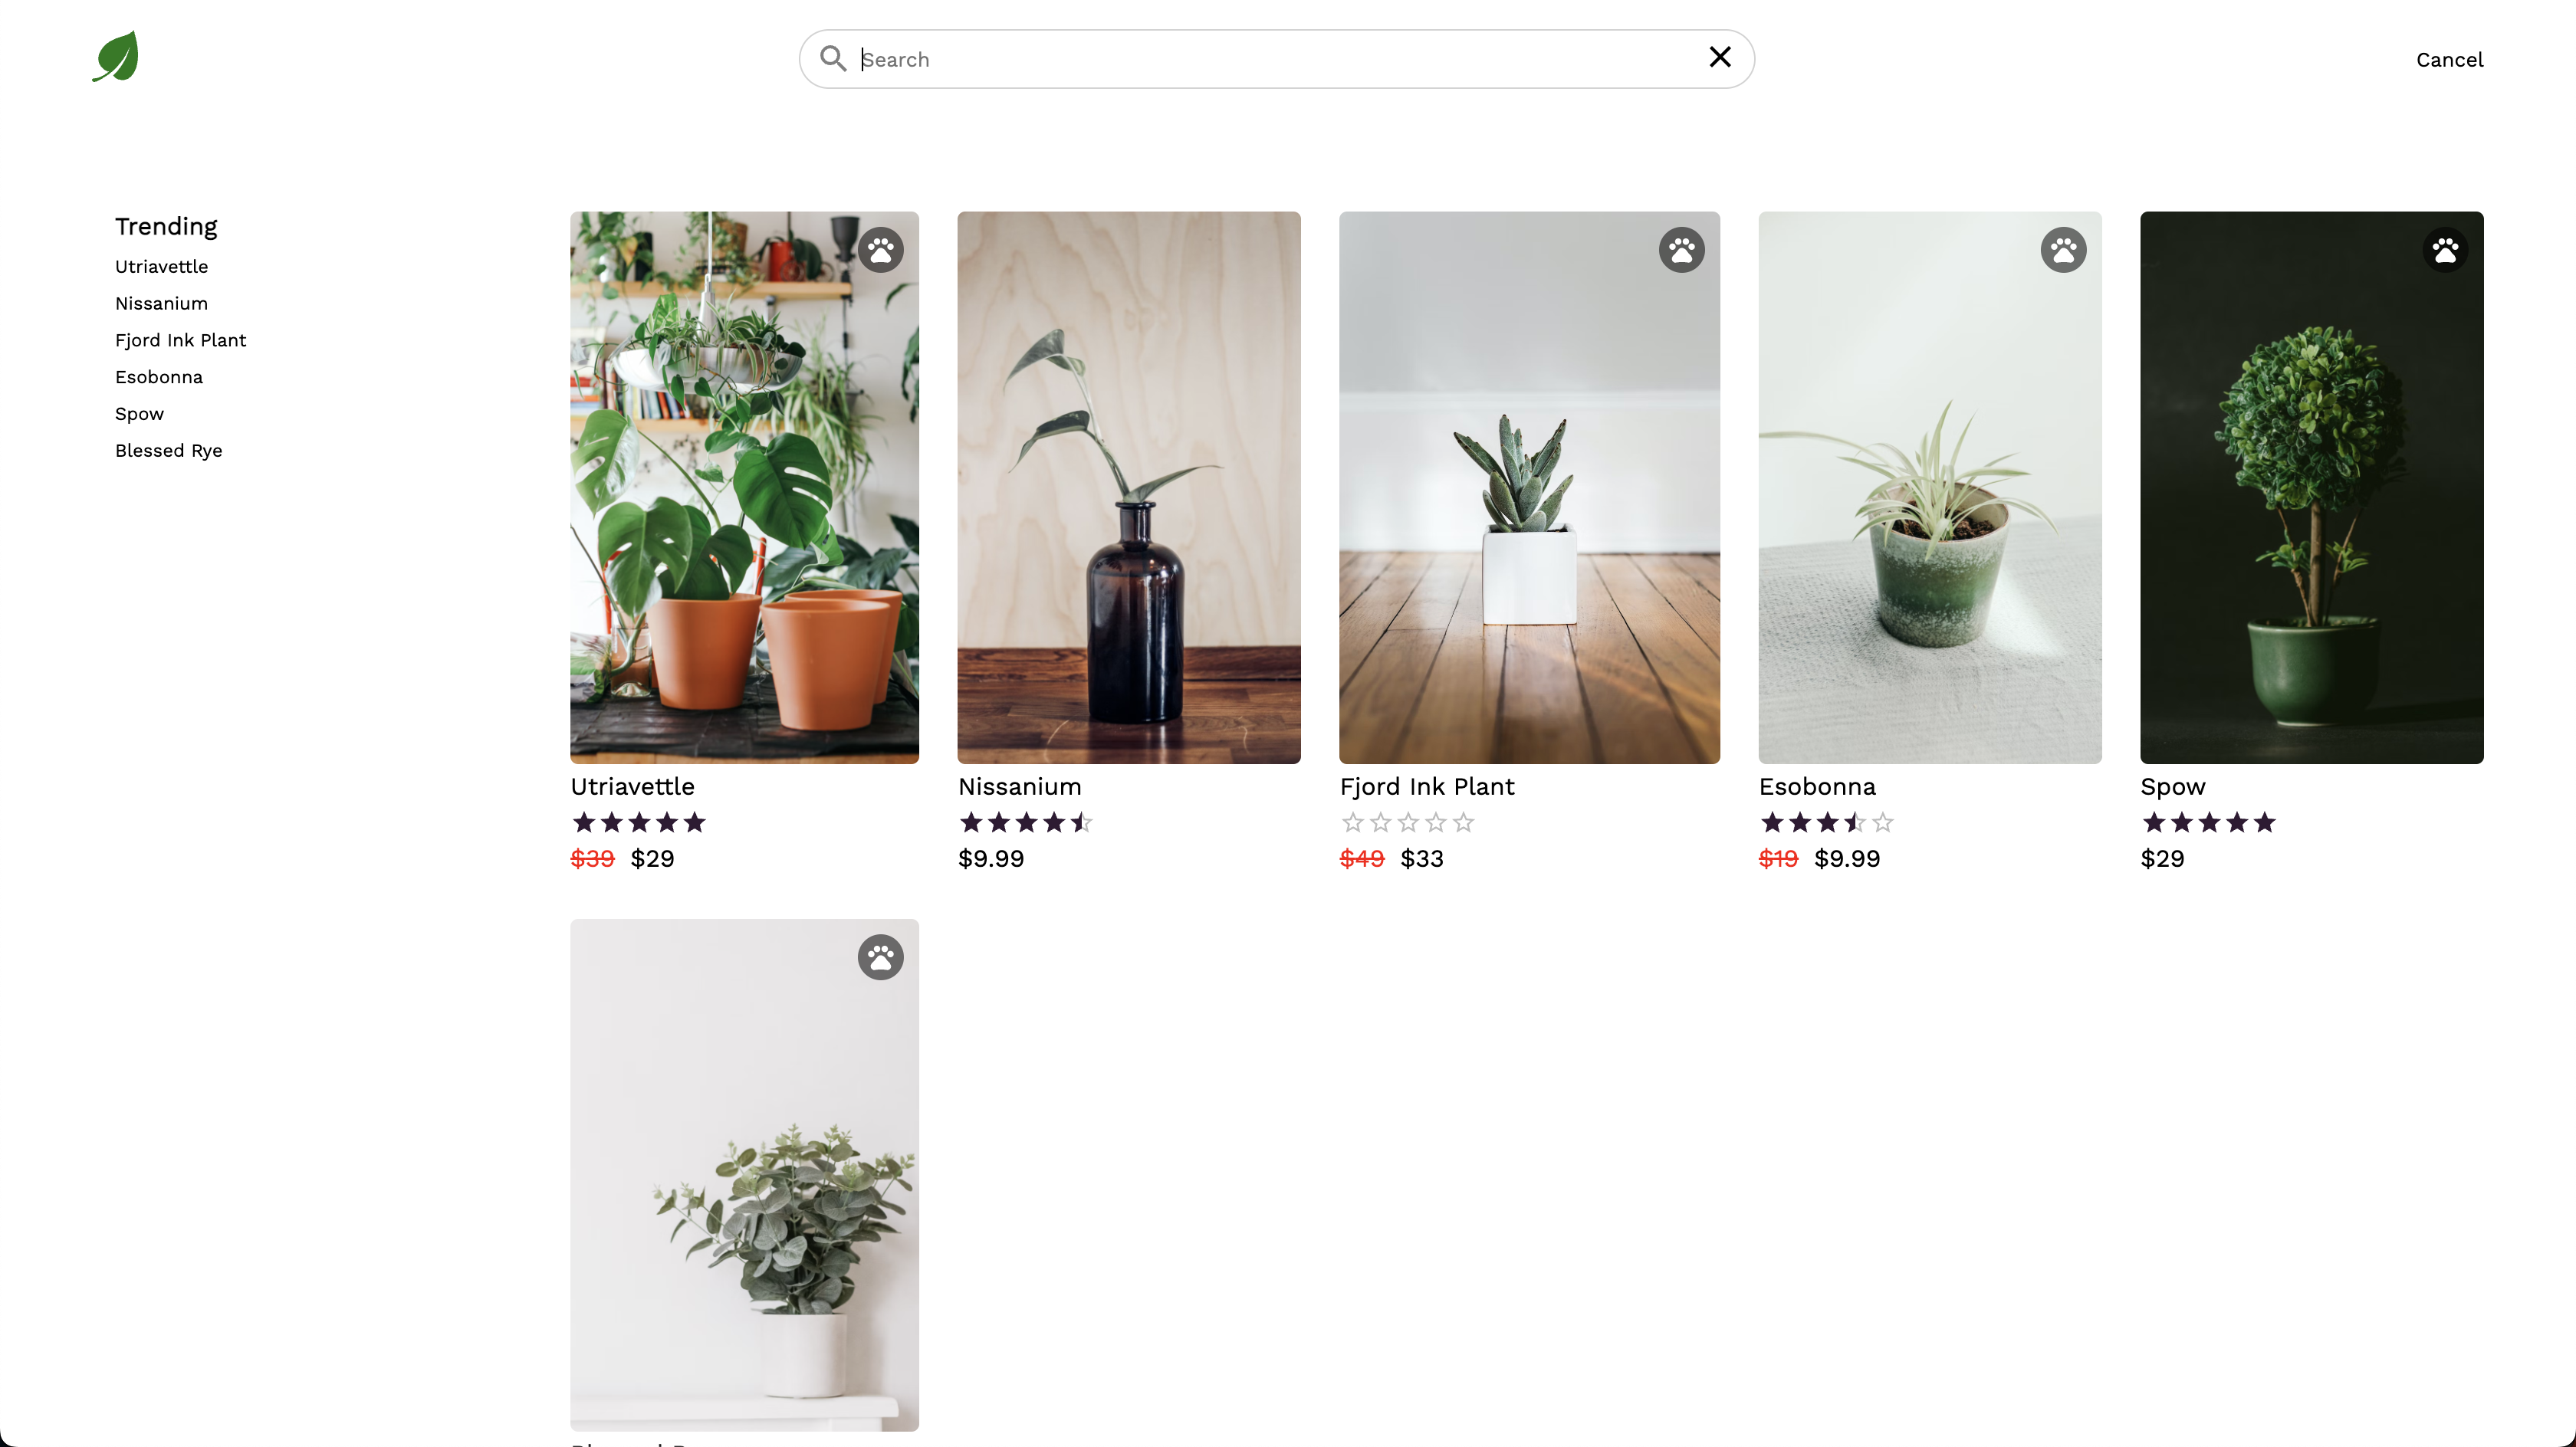 Search
Cancel
Trending
Utriavettle
Nissanium
Fjord Ink Plant
Esobonna
Spow
Blessed Rye
Utriavettle
$39 $29
Nissanium
$9.99
Fjord Ink Plant
$49 $33
Esobonna
$19 $9.99
Spow
$29